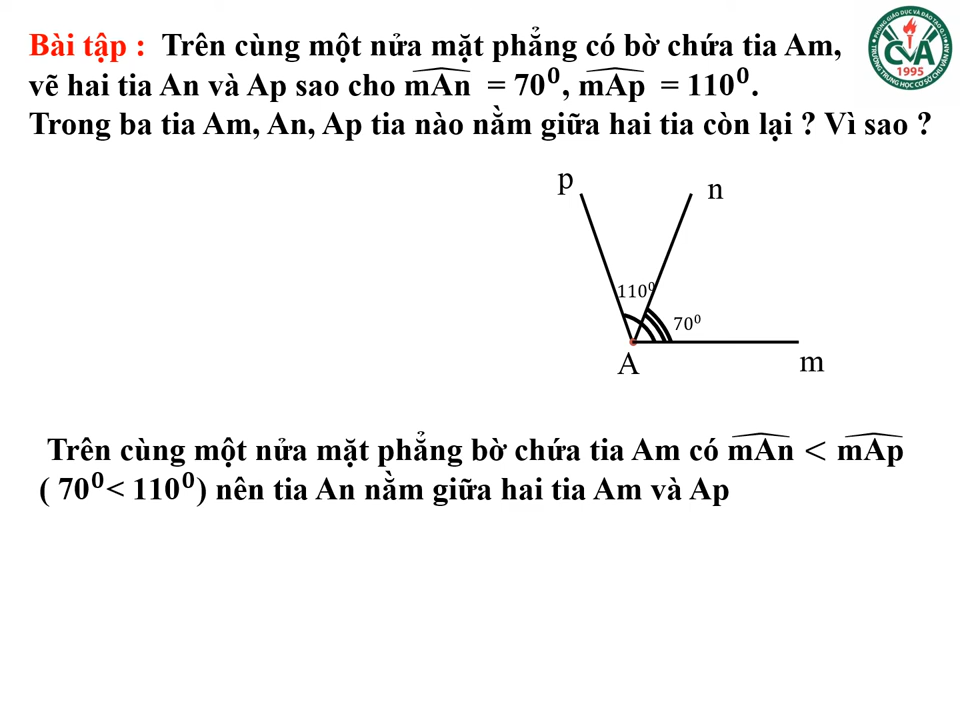 Bài tập : Trên cùng một nửa mặt phẳng có bờ chứa tia Am,
vẽ hai tia An và Ap sao cho mAn = 70⁰, mAp = 110⁰.
Trong ba tia Am, An, Ap tia nào nằm giữa hai tia còn lại ? Vì sao ?
CVA
1995
p
n
110⁰
70⁰
A
m
Trên cùng một nửa mặt phẳng bờ chứa tia Am có mAn < mAp
( 70⁰< 110⁰) nên tia An nằm giữa hai tia Am và Ap